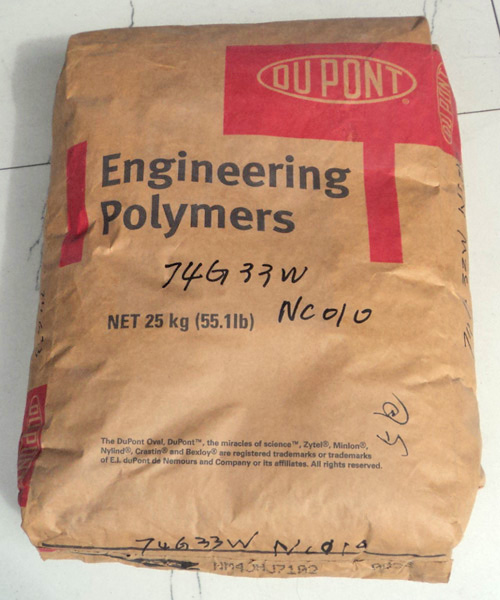 DU PONT
Engineering
Polymers
74G33W
NC010
NET 25 kg (55.1lb)
The DuPont Oval, DuPont™, the miracles of science™, Zytel®, Minlon®,
Nylind®, Crastin® and Bexloy® are registered trademarks or trademarks
of E.I. duPont de Nemours and Company or its affiliates. All rights reserved.
74G33W NC010